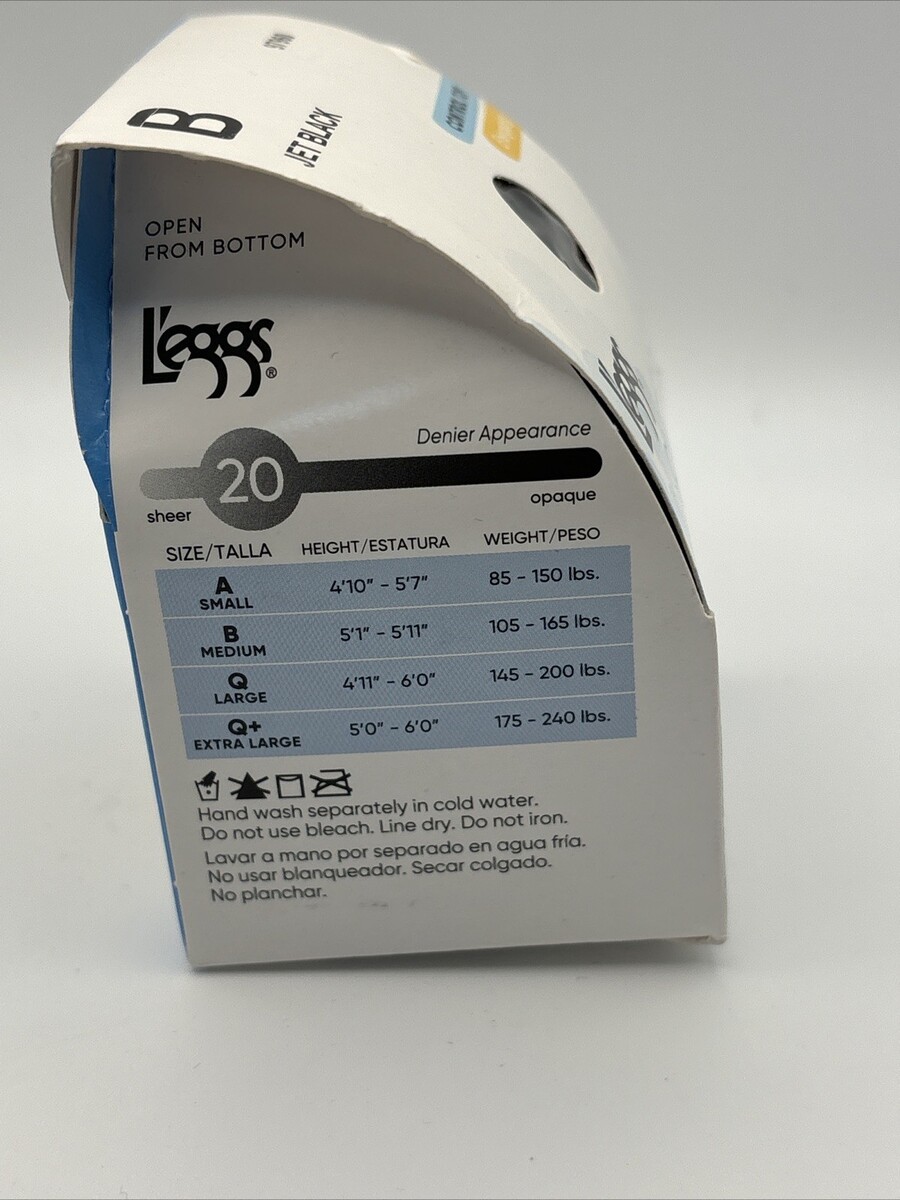 B
JET BLACK
OPEN
FROM BOTTOM
L'eggs®
Denier Appearance
20
sheer
opaque
SIZE/TALLA HEIGHT/ESTATURA WEIGHT/PESO
A
SMALL
4'10" - 5'7"
85 - 150 lbs.
B
MEDIUM
5'1" - 5'11"
105 - 165 lbs.
Q
LARGE
4'11" - 6'0"
145 - 200 lbs.
Q+
EXTRA LARGE
5'0" - 6'0"
175 - 240 lbs.
Hand wash separately in cold water.
Do not use bleach. Line dry. Do not iron.
Lavar a mano por separado en agua fría.
No usar blanqueador. Secar colgado.
No planchar.
L'eggs